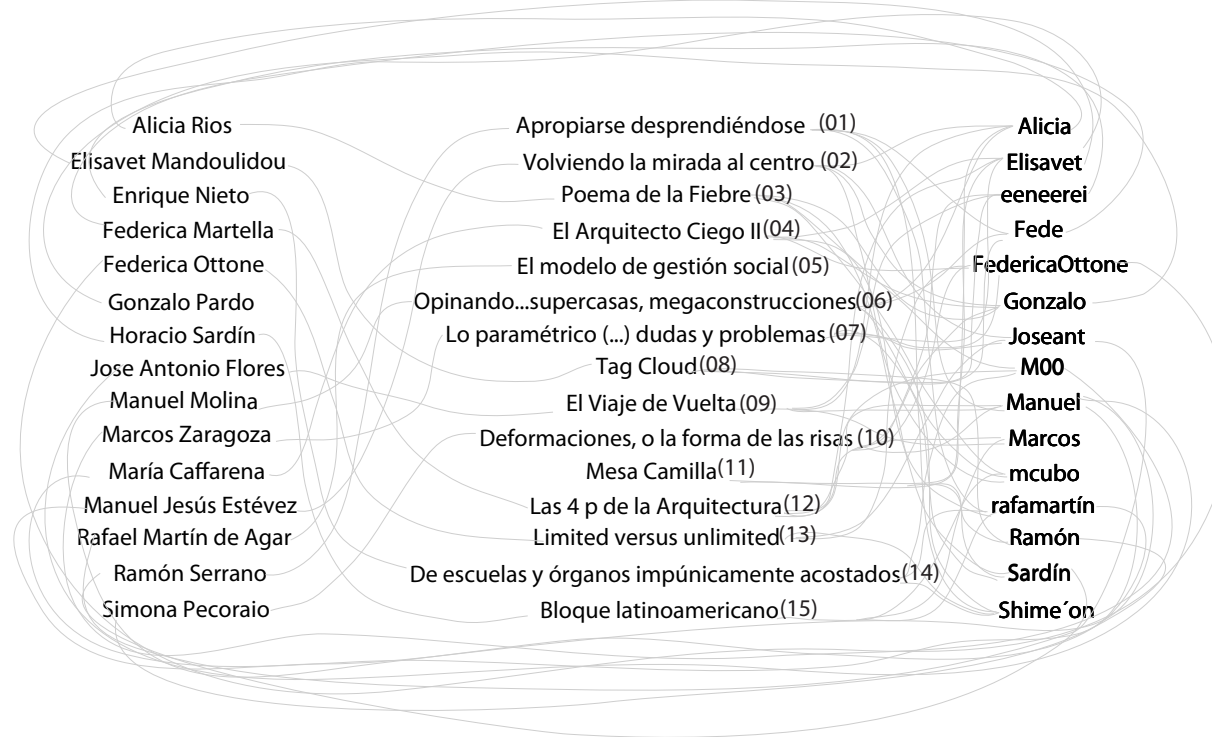 Alicia Rios
Elisavet Mandoulidou
Enrique Nieto
Federica Martella
Federica Ottone
Gonzalo Pardo
Horacio Sardín
Jose Antonio Flores
Manuel Molina
Marcos Zaragoza
María Caffarena
Manuel Jesús Estévez
Rafael Martín de Agar
Ramón Serrano
Simona Pecoraio
Apropiarse desprendiéndose (01)
Volviendo la mirada al centro (02)
Poema de la Fiebre (03)
El Arquitecto Ciego II (04)
El modelo de gestión social (05)
Opinando...supercasas, megaconstrucciones (06)
Lo paramétrico (...) dudas y problemas (07)
Tag Cloud (08)
El Viaje de Vuelta (09)
Deformaciones, o la forma de las risas (10)
Mesa Camilla (11)
Las 4 p de la Arquitectura (12)
Limited versus unlimited (13)
De escuelas y órganos impúnicamente acostados (14)
Bloque latinoamericano (15)
Alicia
Elisavet
eeneerei
Fede
FedericaOttone
Gonzalo
Joseant
M00
Manuel
Marcos
mcubo
rafamartín
Ramón
Sardín
Shime´on